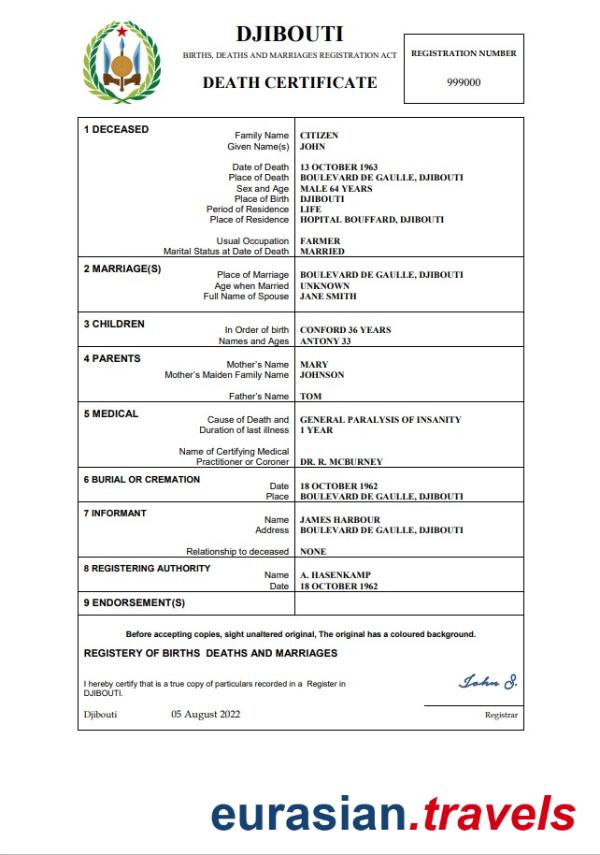 DJIBOUTI
BIRTHS, DEATHS AND MARRIAGES REGISTRATION ACT
DEATH CERTIFICATE
REGISTRATION NUMBER
999000
1 DECEASED
Family Name CITIZEN
Given Name(s) JOHN
Date of Death 13 OCTOBER 1963
Place of Death BOULEVARD DE GAULLE, DJIBOUTI
Sex and Age MALE 64 YEARS
Place of Birth DJIBOUTI
Period of Residence LIFE
Place of Residence HOPITAL BOUFFARD, DJIBOUTI
Usual Occupation FARMER
Marital Status at Date of Death MARRIED
2 MARRIAGE(S)
Place of Marriage BOULEVARD DE GAULLE, DJIBOUTI
Age when Married UNKNOWN
Full Name of Spouse JANE SMITH
3 CHILDREN
In Order of birth CONFORD 36 YEARS
Names and Ages ANTONY 33
4 PARENTS
Mother's Name MARY
Mother's Maiden Family Name JOHNSON
Father's Name TOM
5 MEDICAL
Cause of Death and GENERAL PARALYSIS OF INSANITY
Duration of last illness 1 YEAR
Name of Certifying Medical
Practitioner or Coroner DR. R. MCBURNEY
6 BURIAL OR CREMATION
Date 18 OCTOBER 1962
Place BOULEVARD DE GAULLE, DJIBOUTI
7 INFORMANT
Name JAMES HARBOUR
Address BOULEVARD DE GAULLE, DJIBOUTI
Relationship to deceased NONE
8 REGISTERING AUTHORITY
Name A. HASENKAMP
Date 18 OCTOBER 1962
9 ENDORSEMENT(S)
Before accepting copies, sight unaltered original, The original has a coloured background.
REGISTERY OF BIRTHS DEATHS AND MARRIAGES
I hereby certify that is a true copy of particulars recorded in a Register in
DJIBOUTI.
John S.
Djibouti 05 August 2022 Registrar
eurasian.travels